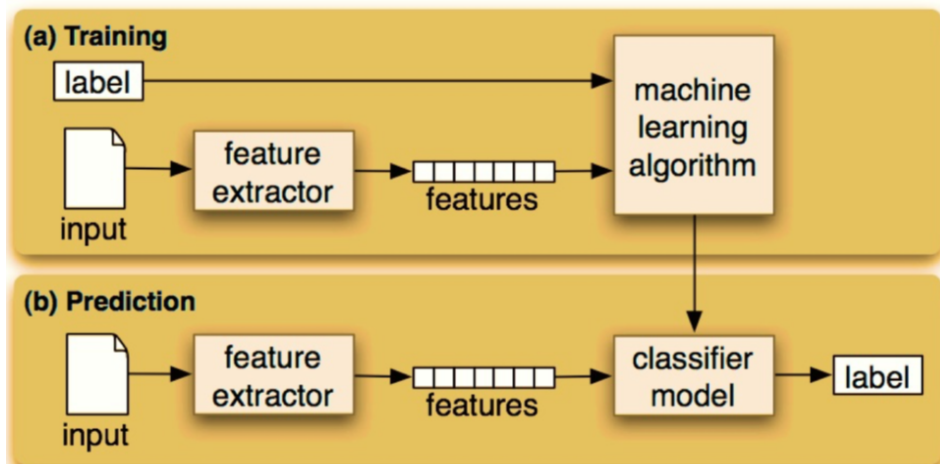 (a) Training
label
machine
learning
algorithm
feature
extractor
features
input
(b) Prediction
feature
extractor
features
classifier
model
label
input